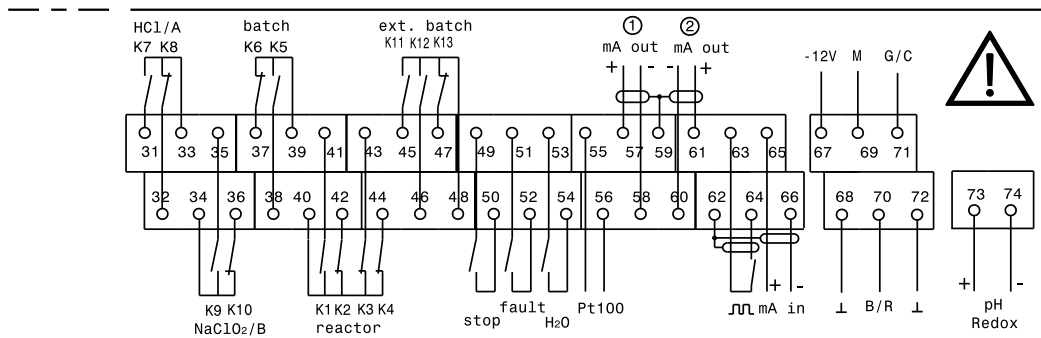 HCl/A batch ext. batch ① ②
K7 K8 K6 K5 K11 K12 K13 mA out mA out
+ - - + -12V M G/C
31 33 35 37 39 41 43 45 47 49 51 53 55 57 59 61 63 65 67 69 71
32 34 36 38 40 42 44 46 48 50 52 54 56 58 60 62 64 66 68 70 72 73 74
K9 K10 K1 K2 K3 K4 stop fault H₂O Pt100 mA in + - ⊥ B/R ⊥ + -
NaClO₂/B reactor pH
Redox